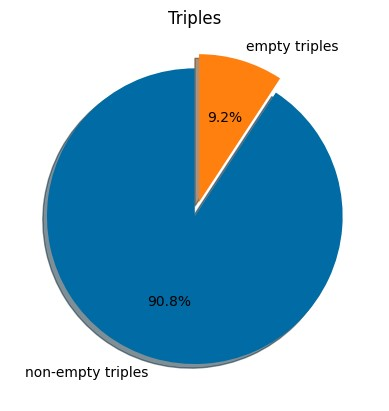 Triples
empty triples
9.2%
90.8%
non-empty triples